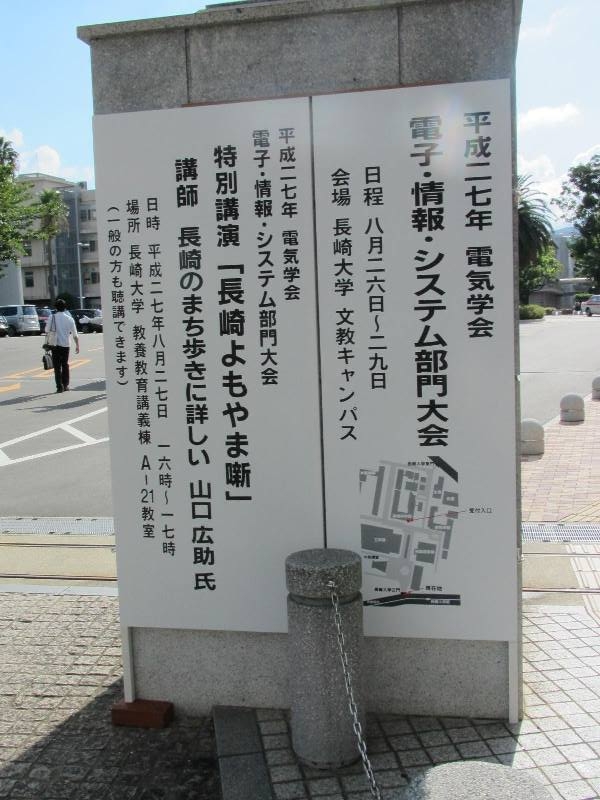 平成二七年 電気学会
電子・情報・システム部門大会
日程 八月二六日～二九日
会場 長崎大学 文教キャンパス
受付入口
現在地
平成二七年 電気学会
電子・情報・システム部門大会
特別講演「長崎よもやま噺」
講師 長崎のまち歩きに詳しい 山口広助氏
日時 平成二七年八月二七日 一六時～一七時
場所 長崎大学 教養教育講義棟 A-21教室
（一般の方も聴講できます）